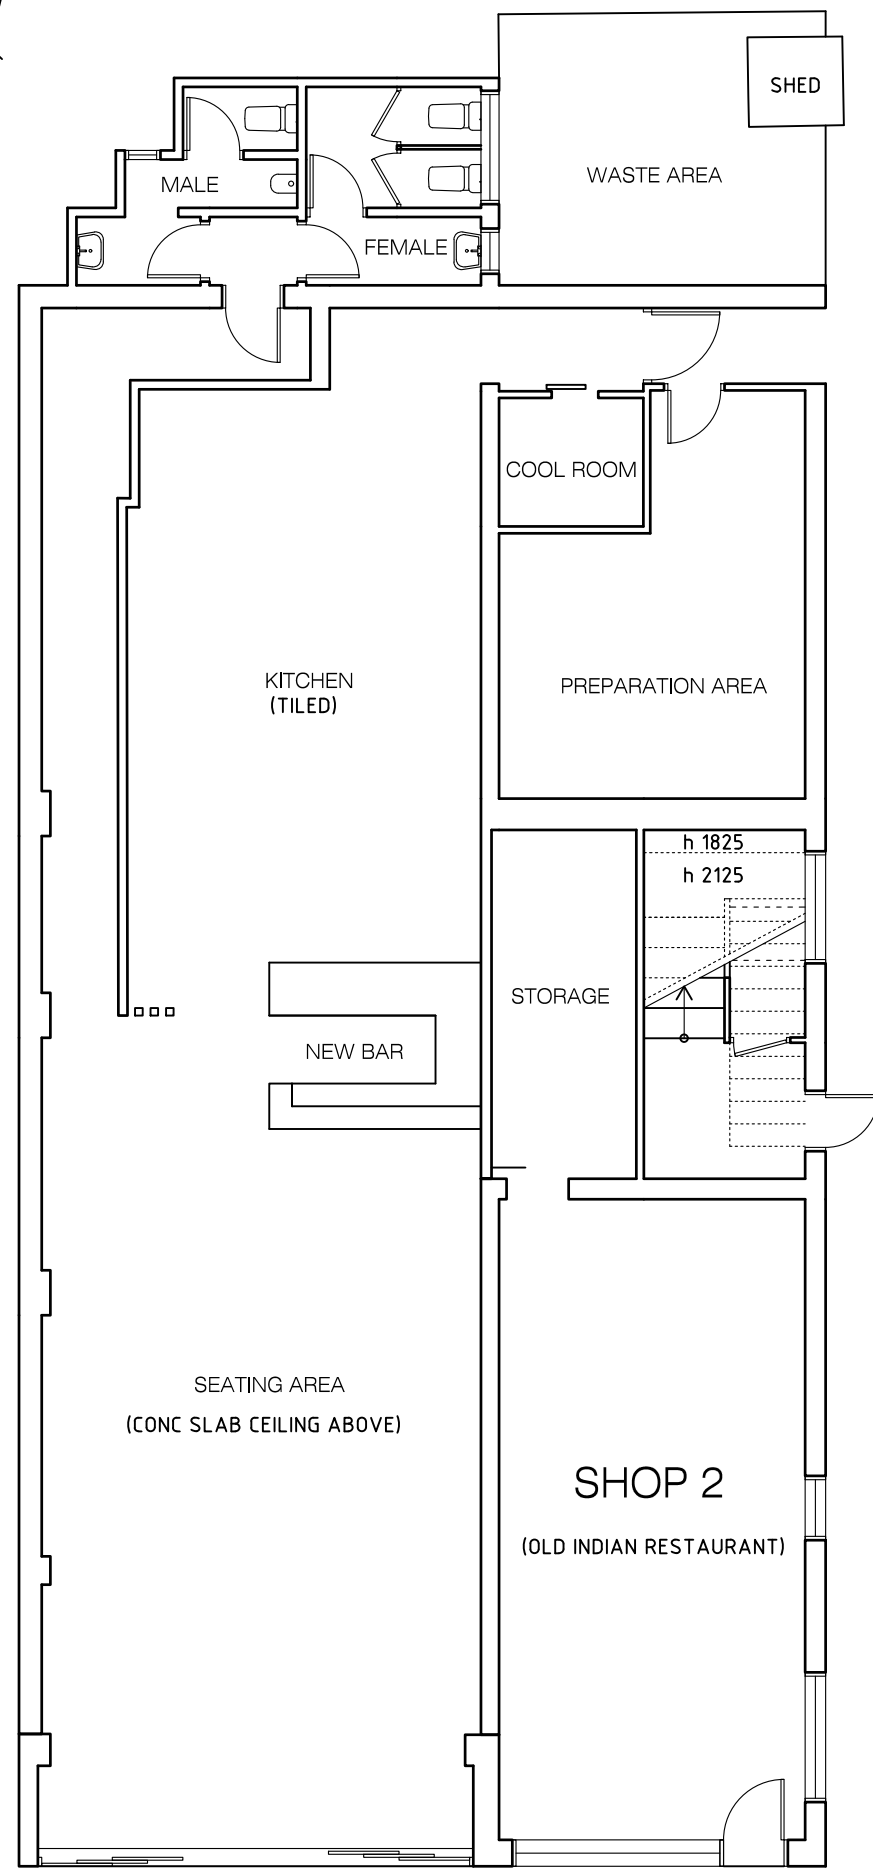 SHED
WASTE AREA
MALE
FEMALE
COOL ROOM
KITCHEN
(TILED)
PREPARATION AREA
h 1825
h 2125
STORAGE
NEW BAR
SEATING AREA
(CONC SLAB CEILING ABOVE)
SHOP 2
(OLD INDIAN RESTAURANT)